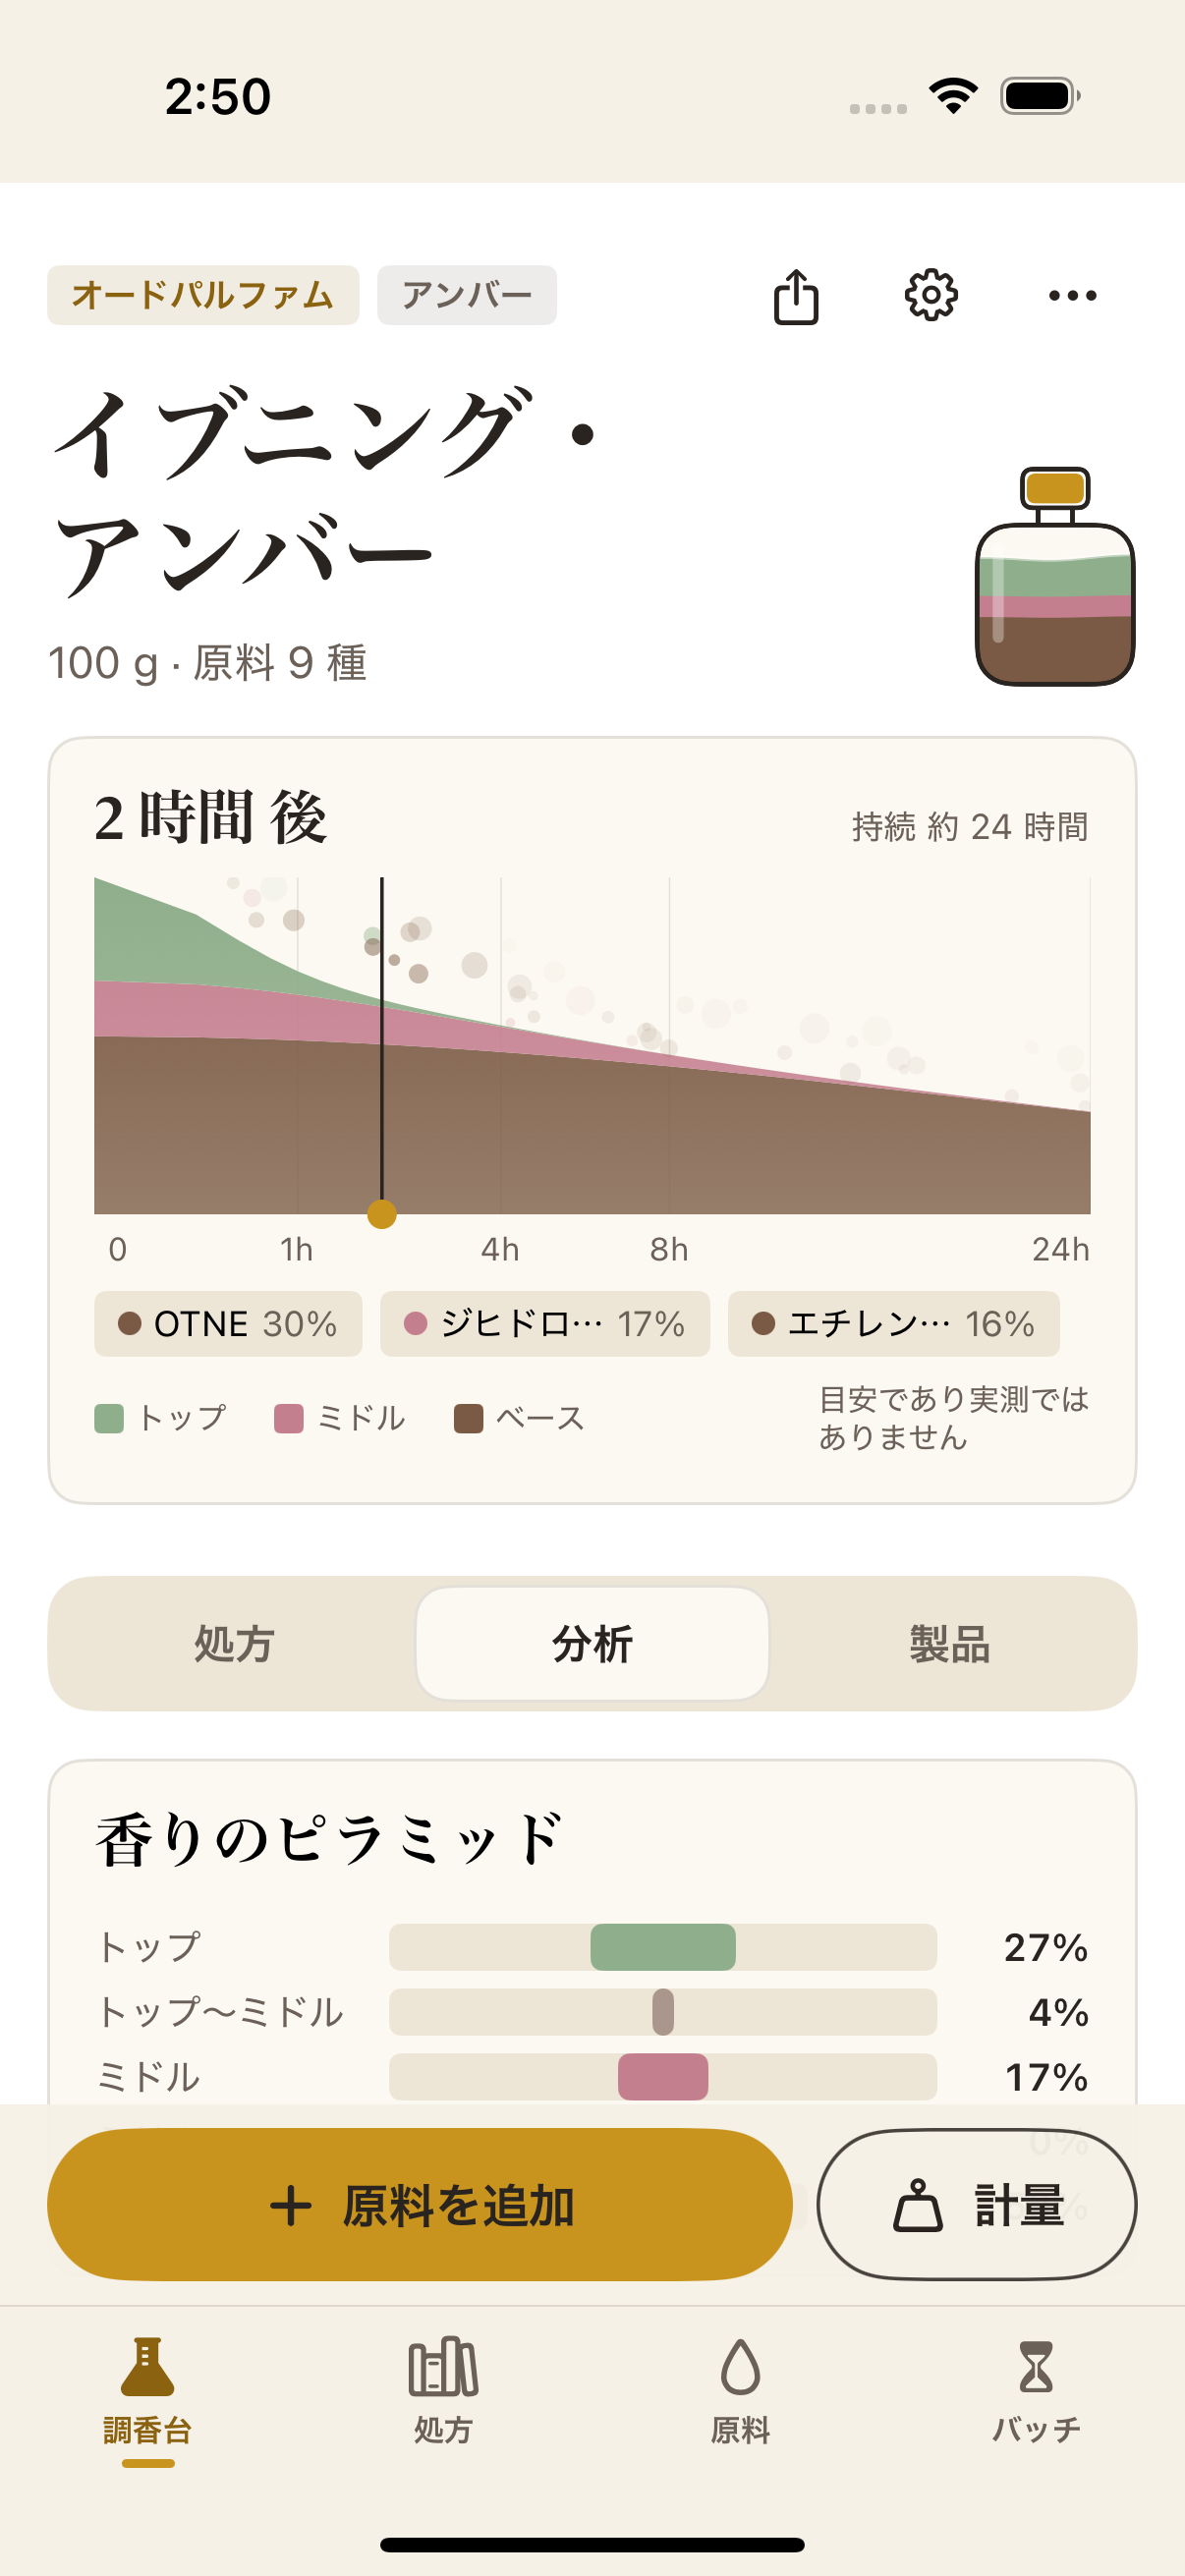 2:50
オードパルファム アンバー
イブニング・
アンバー
100 g · 原料 9 種
2 時間 後
持続 約 24 時間
0 1h 4h 8h 24h
OTNE 30% ジヒドロ… 17% エチレン… 16%
トップ ミドル ベース
目安であり実測では
ありません
処方 分析 製品
香りのピラミッド
トップ 27%
トップ〜ミドル 4%
ミドル 17%
0%
原料を追加 計量
調香台 処方 原料 バッチ